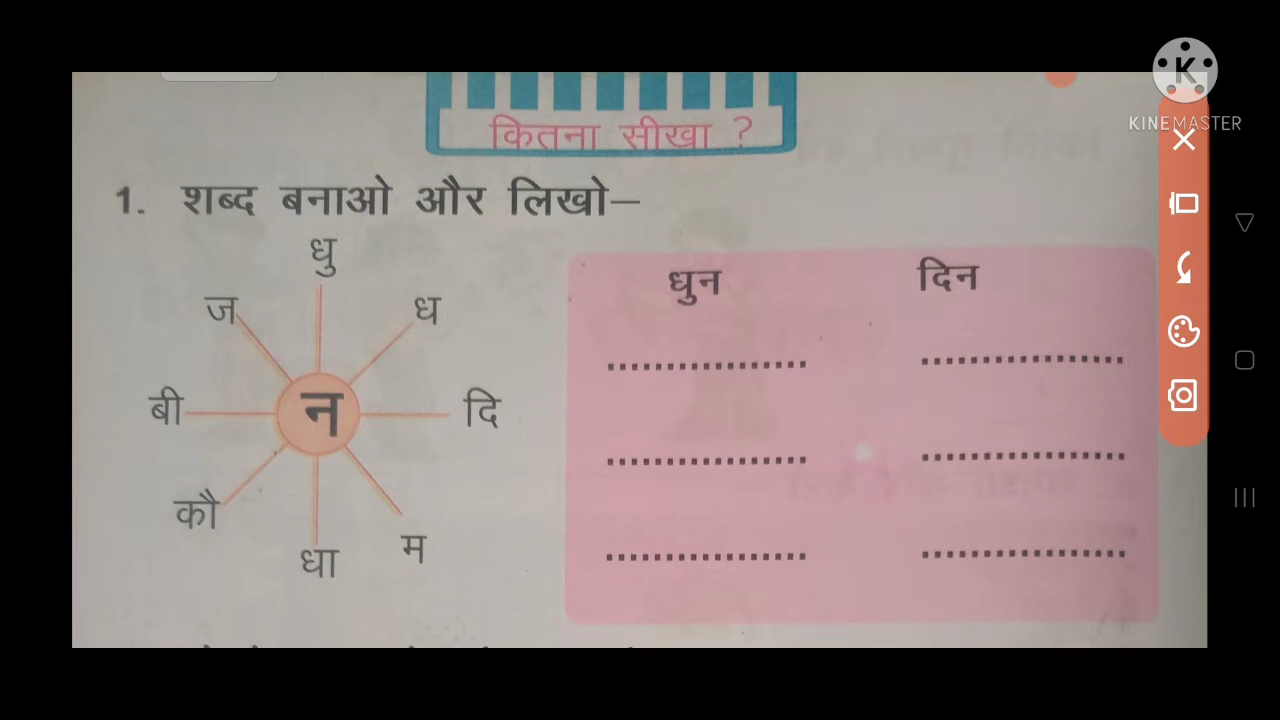 कितना सीखा ?
KINEMASTER
1. शब्द बनाओ और लिखो–
धु
ज
ध
बी
न
दि
कौ
धा
म
धुन दिन